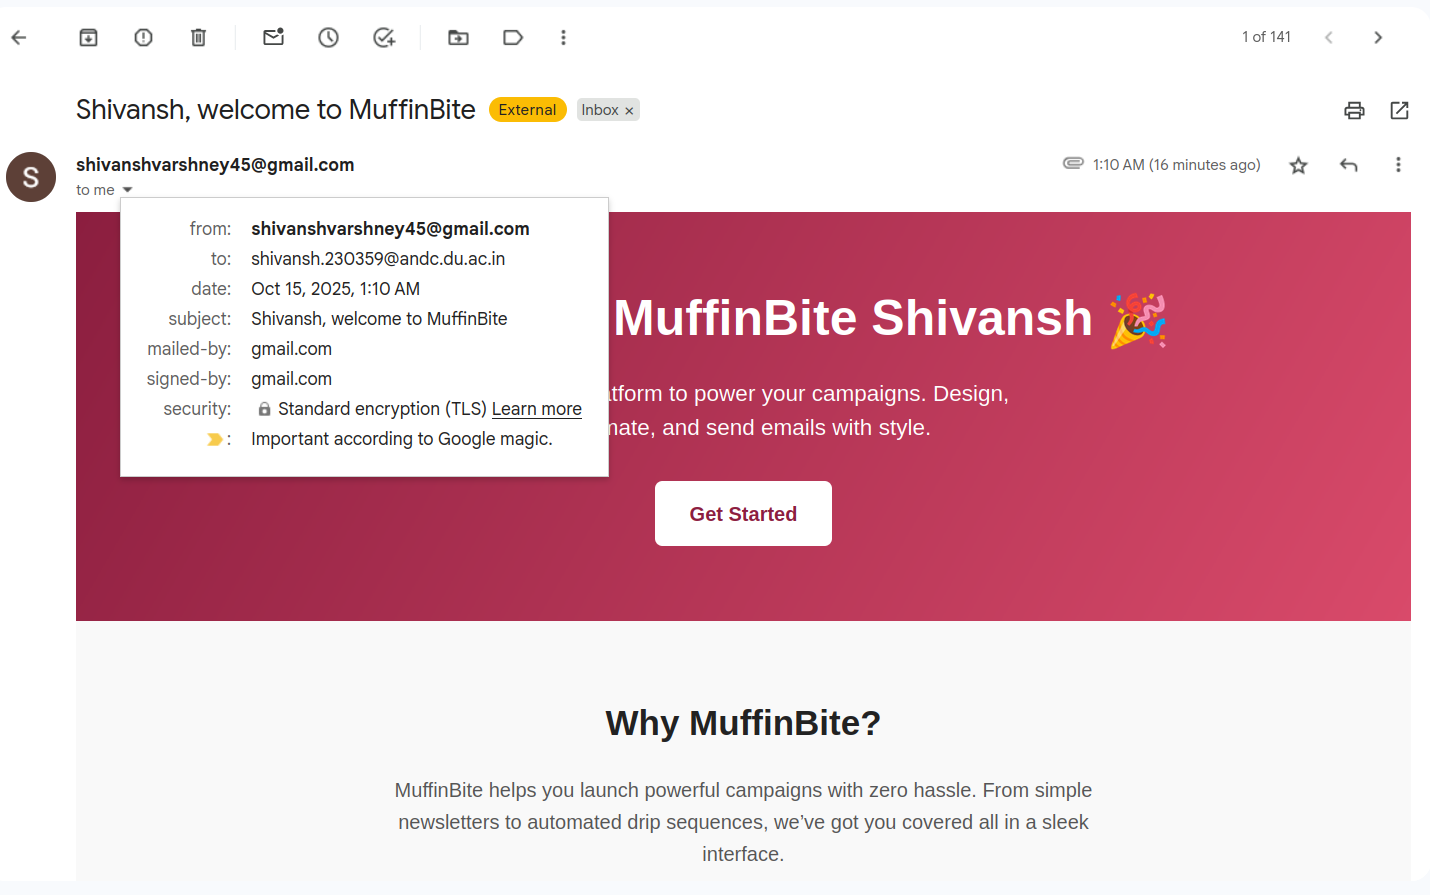 1 of 141
Shivansh, welcome to MuffinBite External Inbox ×
S
shivanshvarshney45@gmail.com 1:10 AM (16 minutes ago)
to me
from: shivanshvarshney45@gmail.com
to: shivansh.230359@andc.du.ac.in
date: Oct 15, 2025, 1:10 AM
subject: Shivansh, welcome to MuffinBite
mailed-by: gmail.com
signed-by: gmail.com
security: Standard encryption (TLS) Learn more
: Important according to Google magic.
MuffinBite Shivansh 🎉
to power your campaigns. Design,
and send emails with style.
Get Started
Why MuffinBite?
MuffinBite helps you launch powerful campaigns with zero hassle. From simple
newsletters to automated drip sequences, we’ve got you covered all in a sleek
interface.